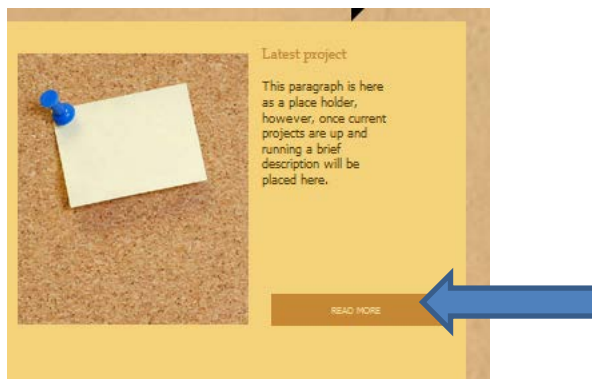 Latest project
This paragraph is here
as a place holder,
however, once current
projects are up and
running a brief
description will be
placed here.
READ MORE